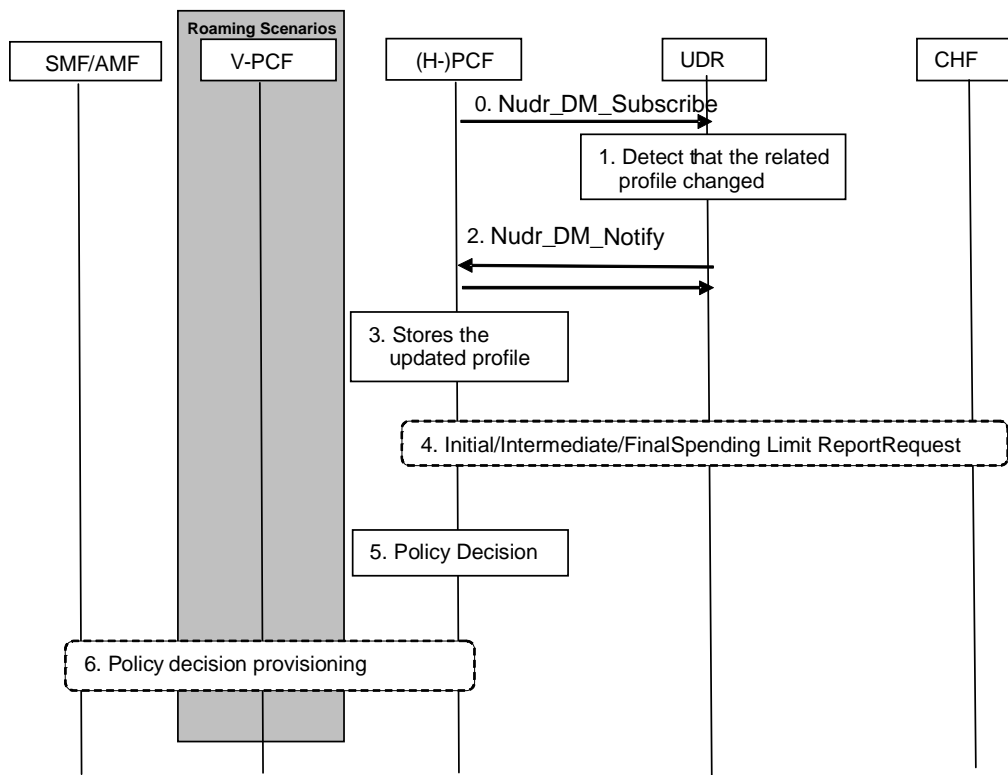 Roaming Scenarios
SMF/AMF
V-PCF
(H-)PCF
UDR
CHF
0. Nudr_DM_Subscribe
1. Detect that the related
profile changed
2. Nudr_DM_Notify
3. Stores the
updated profile
4. Initial/Intermediate/FinalSpending Limit ReportRequest
5. Policy Decision
6. Policy decision provisioning